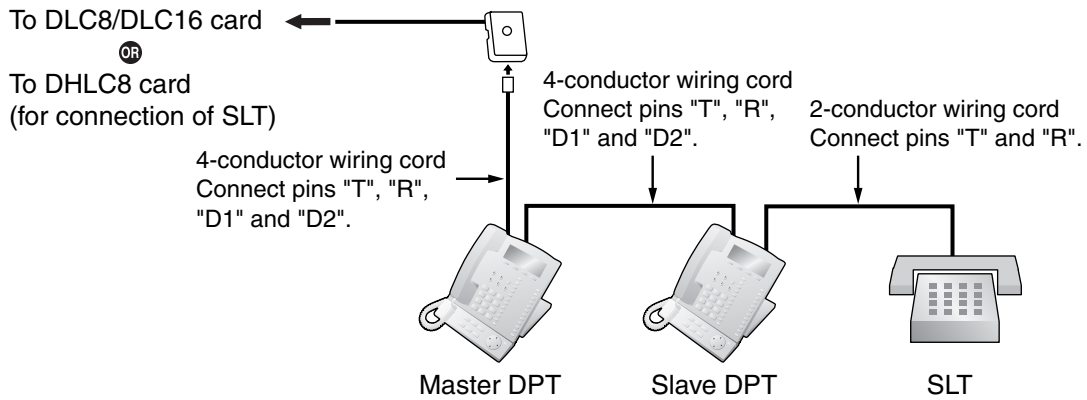 To DLC8/DLC16 card
OR
To DHLC8 card
(for connection of SLT)
4-conductor wiring cord
Connect pins "T", "R",
"D1" and "D2".
4-conductor wiring cord
Connect pins "T", "R",
"D1" and "D2".
2-conductor wiring cord
Connect pins "T" and "R".
Master DPT
Slave DPT
SLT